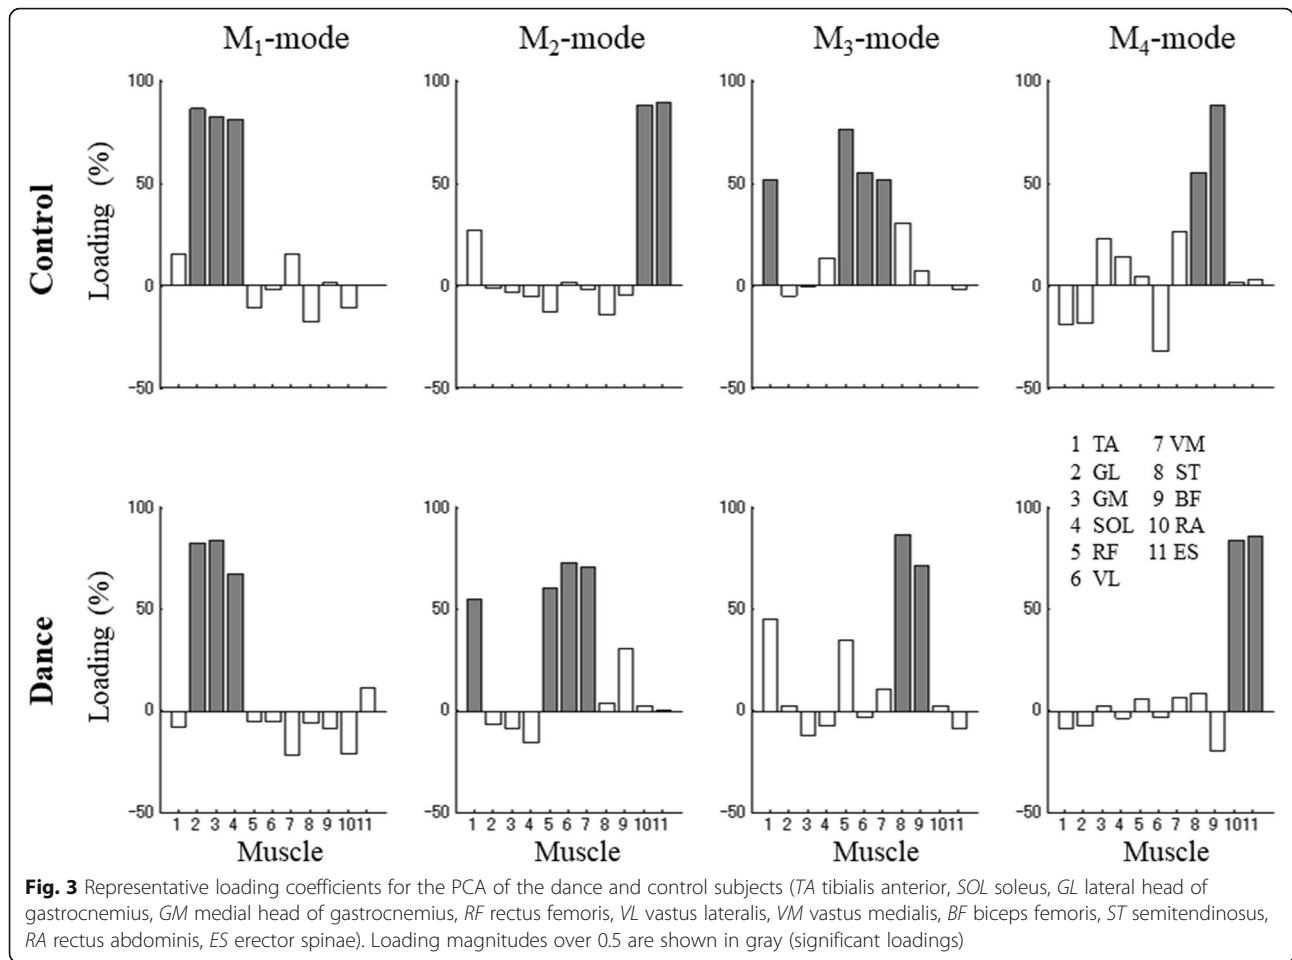 M₁-mode M₂-mode M₃-mode M₄-mode
Control
Loading (%)
100
50
0
−50
100
50
0
−50
100
50
0
−50
100
50
0
−50
1 TA 7 VM
2 GL 8 ST
3 GM 9 BF
4 SOL 10 RA
5 RF 11 ES
6 VL
Dance
Loading (%)
100
50
0
−50
100
50
0
−50
100
50
0
−50
100
50
0
−50
1 2 3 4 5 6 7 8 9 10 11
1 2 3 4 5 6 7 8 9 10 11
1 2 3 4 5 6 7 8 9 10 11
1 2 3 4 5 6 7 8 9 10 11
Muscle Muscle Muscle Muscle
Fig. 3 Representative loading coefficients for the PCA of the dance and control subjects (TA tibialis anterior, SOL soleus, GL lateral head of
gastrocnemius, GM medial head of gastrocnemius, RF rectus femoris, VL vastus lateralis, VM vastus medialis, BF biceps femoris, ST semitendinosus,
RA rectus abdominis, ES erector spinae). Loading magnitudes over 0.5 are shown in gray (significant loadings)